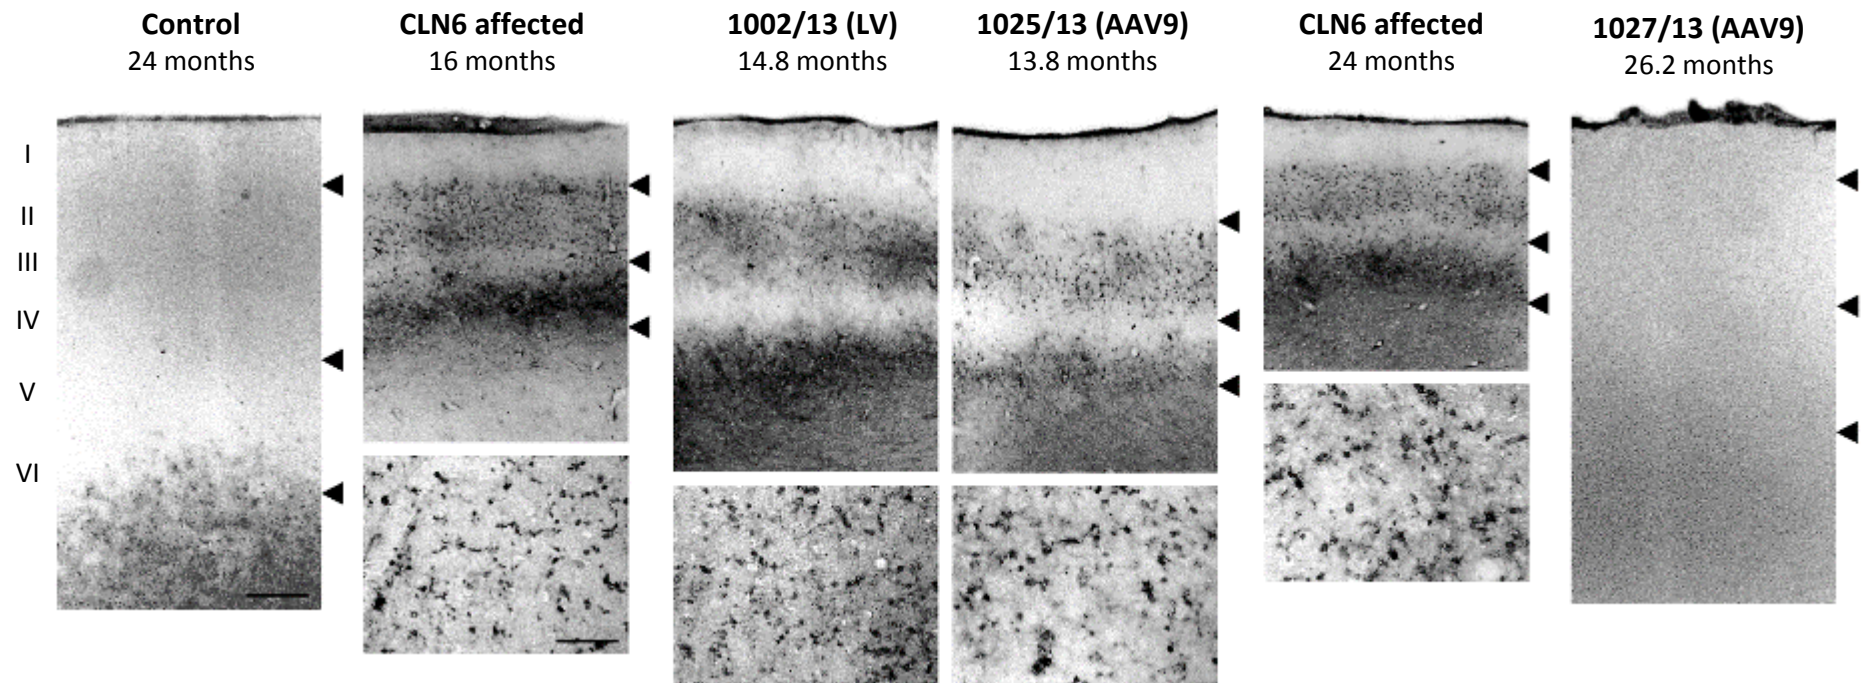 Control
24 months
CLN6 affected
16 months
1002/13 (LV)
14.8 months
1025/13 (AAV9)
13.8 months
CLN6 affected
24 months
1027/13 (AAV9)
26.2 months
I
II
III
IV
V
VI